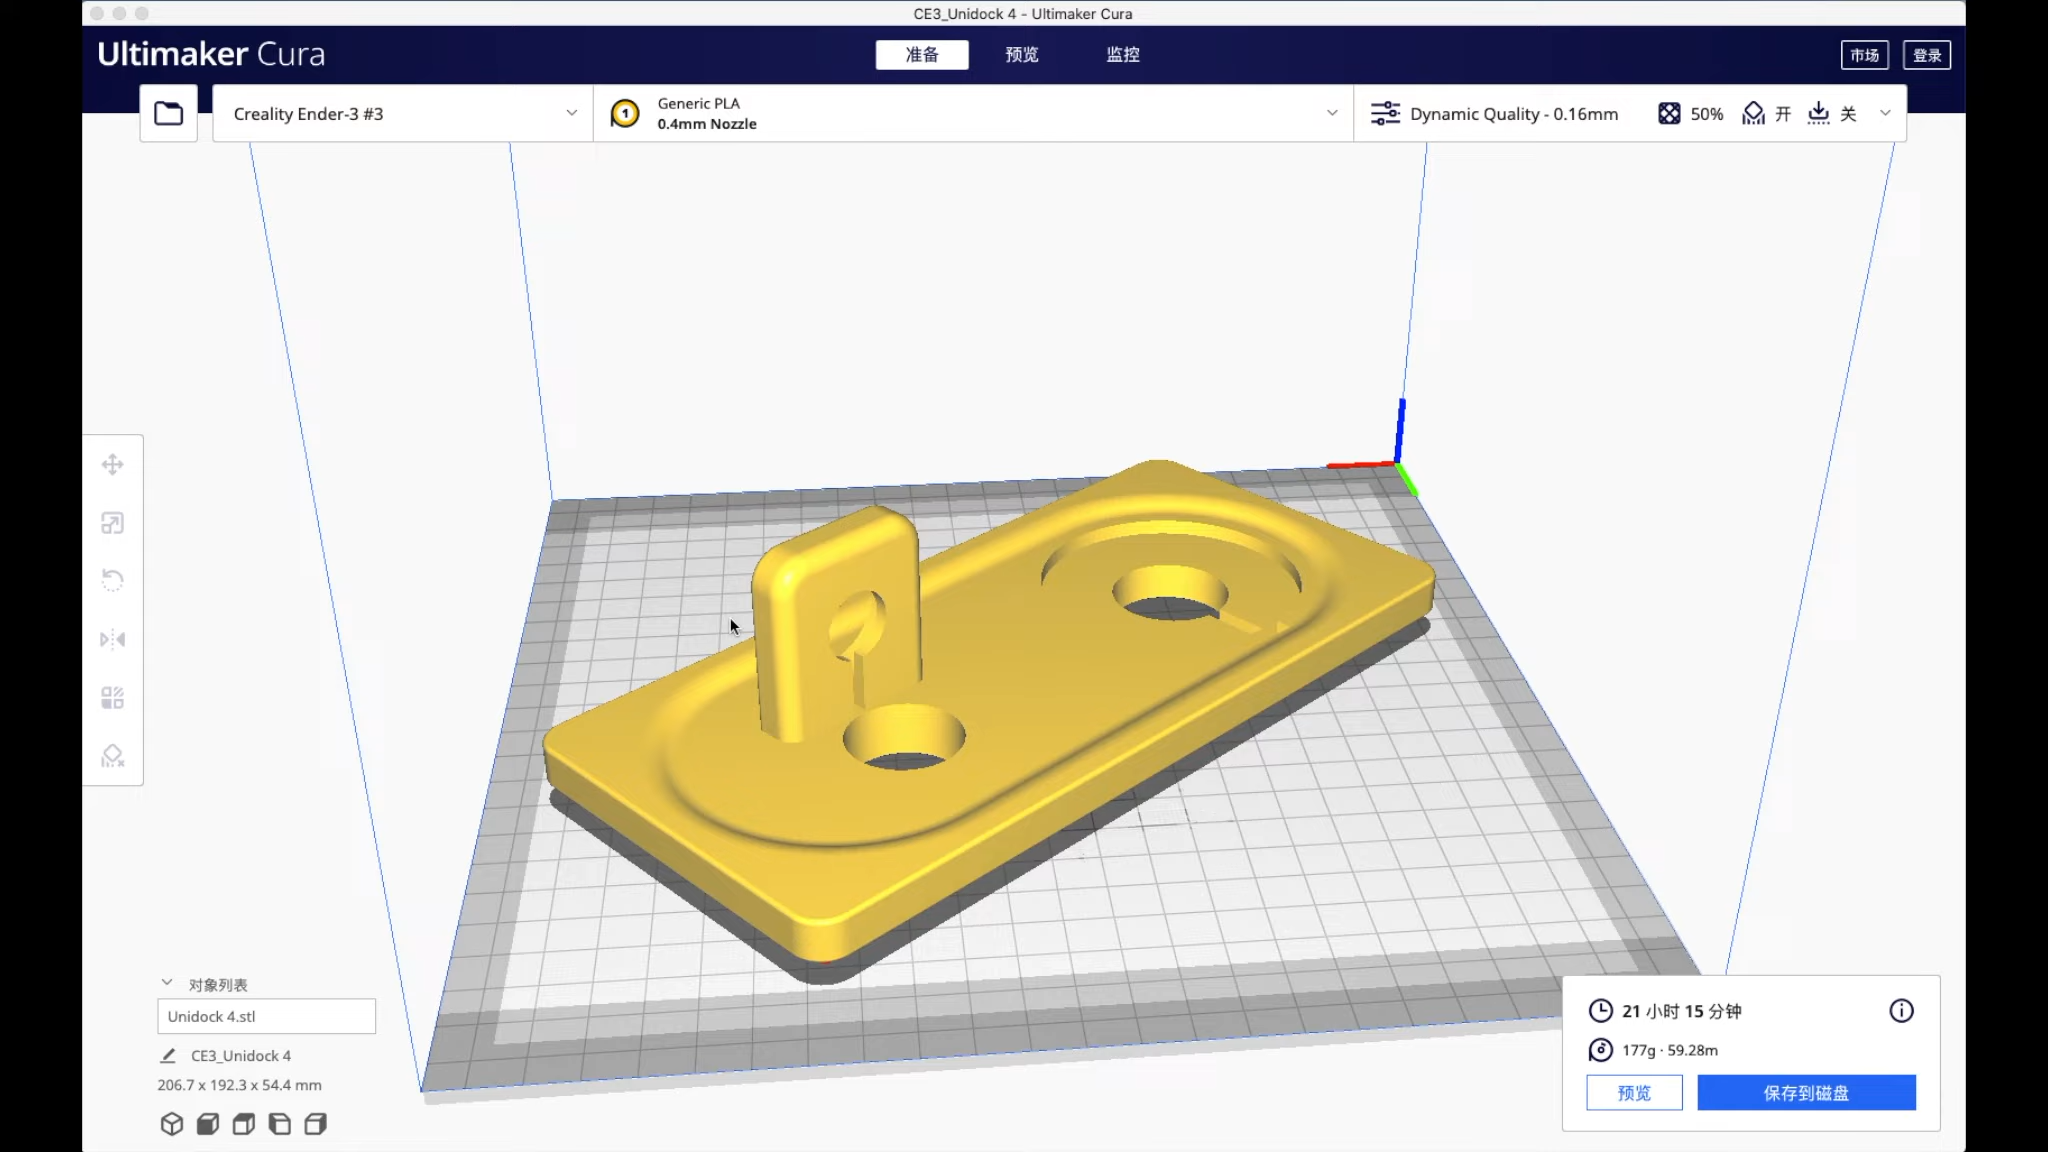 CE3_Unidock 4 - Ultimaker Cura
Ultimaker Cura
准备
预览
监控
市场
登录
Creality Ender-3 #3
1
Generic PLA
0.4mm Nozzle
Dynamic Quality - 0.16mm
50%
开
关
对象列表
Unidock 4.stl
CE3_Unidock 4
206.7 x 192.3 x 54.4 mm
21 小时 15 分钟
177g · 59.28m
预览
保存到磁盘